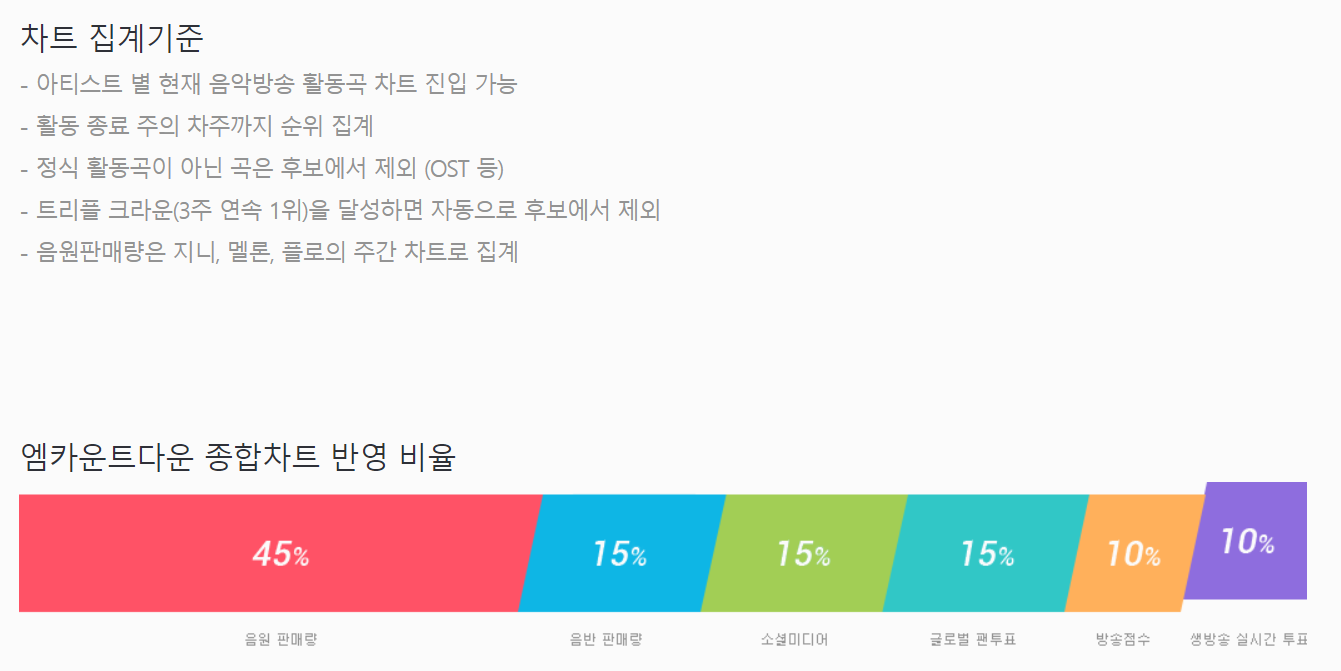 차트 집계기준
- 아티스트 별 현재 음악방송 활동곡 차트 진입 가능
- 활동 종료 주의 차주까지 순위 집계
- 정식 활동곡이 아닌 곡은 후보에서 제외 (OST 등)
- 트리플 크라운(3주 연속 1위)을 달성하면 자동으로 후보에서 제외
- 음원판매량은 지니, 멜론, 플로의 주간 차트로 집계
엠카운트다운 종합차트 반영 비율
45% 15% 15% 15% 10% 10%
음원 판매량 음반 판매량 소셜미디어 글로벌 팬투표 방송점수 생방송 실시간 투표